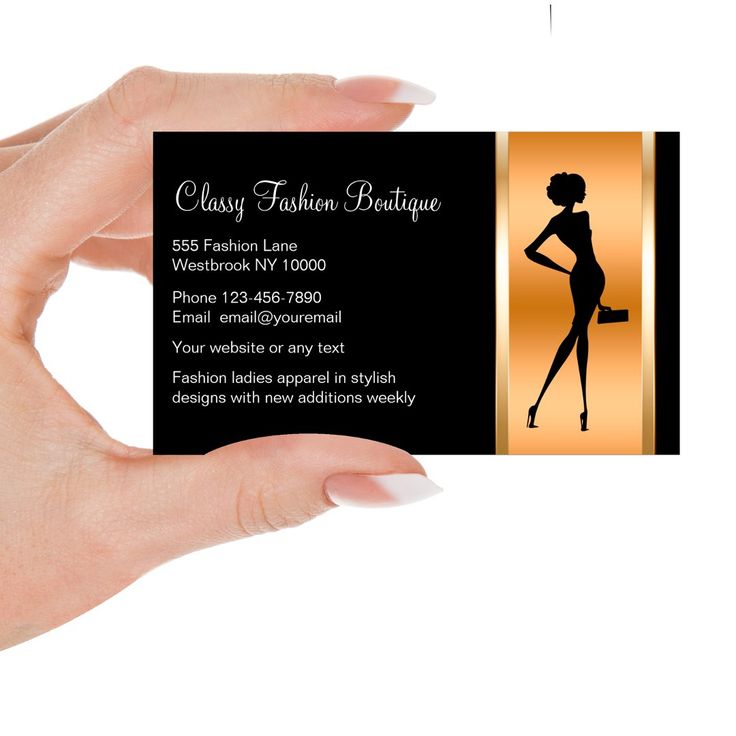 Classy Fashion Boutique
555 Fashion Lane
Westbrook NY 10000
Phone 123-456-7890
Email email@youremail
Your website or any text
Fashion ladies apparel in stylish
designs with new additions weekly